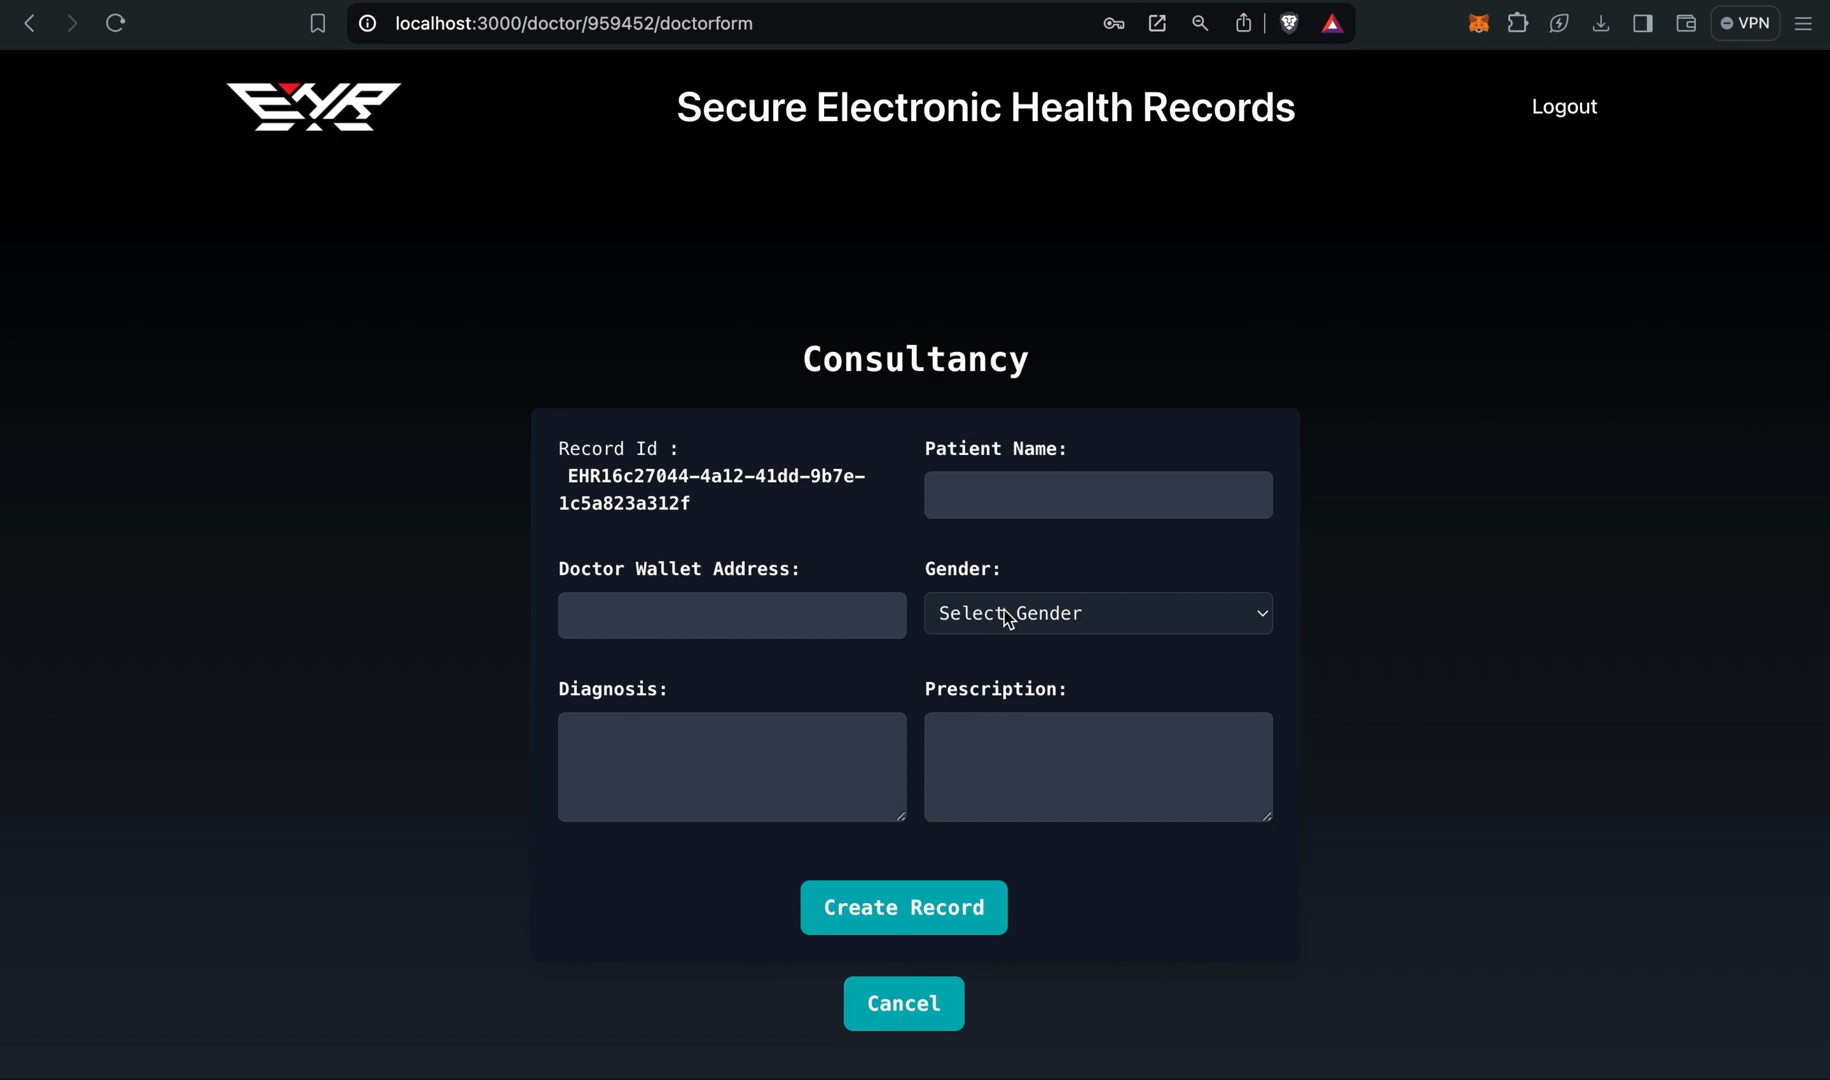 localhost:3000/doctor/959452/doctorform
VPN
EHR
Secure Electronic Health Records
Logout
Consultancy
Record Id :
EHR16c27044-4a12-41dd-9b7e-
1c5a823a312f
Patient Name:
Doctor Wallet Address:
Gender:
Select Gender
Diagnosis:
Prescription:
Create Record
Cancel